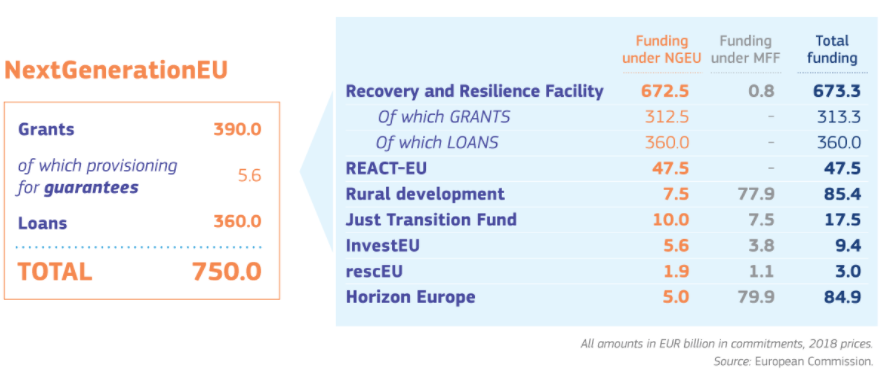 NextGenerationEU
Grants 390.0
of which provisioning
for guarantees 5.6
Loans 360.0
TOTAL 750.0
Funding
under NGEU
Funding
under MFF
Total
funding
Recovery and Resilience Facility 672.5 0.8 673.3
Of which GRANTS 312.5 - 313.3
Of which LOANS 360.0 - 360.0
REACT-EU 47.5 - 47.5
Rural development 7.5 77.9 85.4
Just Transition Fund 10.0 7.5 17.5
InvestEU 5.6 3.8 9.4
rescEU 1.9 1.1 3.0
Horizon Europe 5.0 79.9 84.9
All amounts in EUR billion in commitments, 2018 prices.
Source: European Commission.